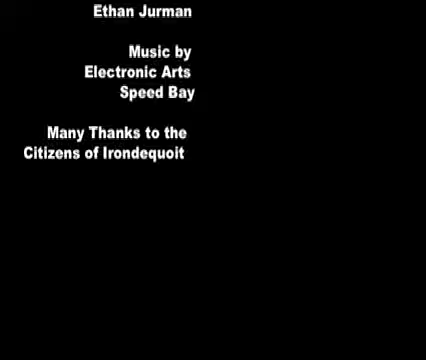 Ethan Jurman
Music by
Electronic Arts
Speed Bay
Many Thanks to the
Citizens of Irondequoit